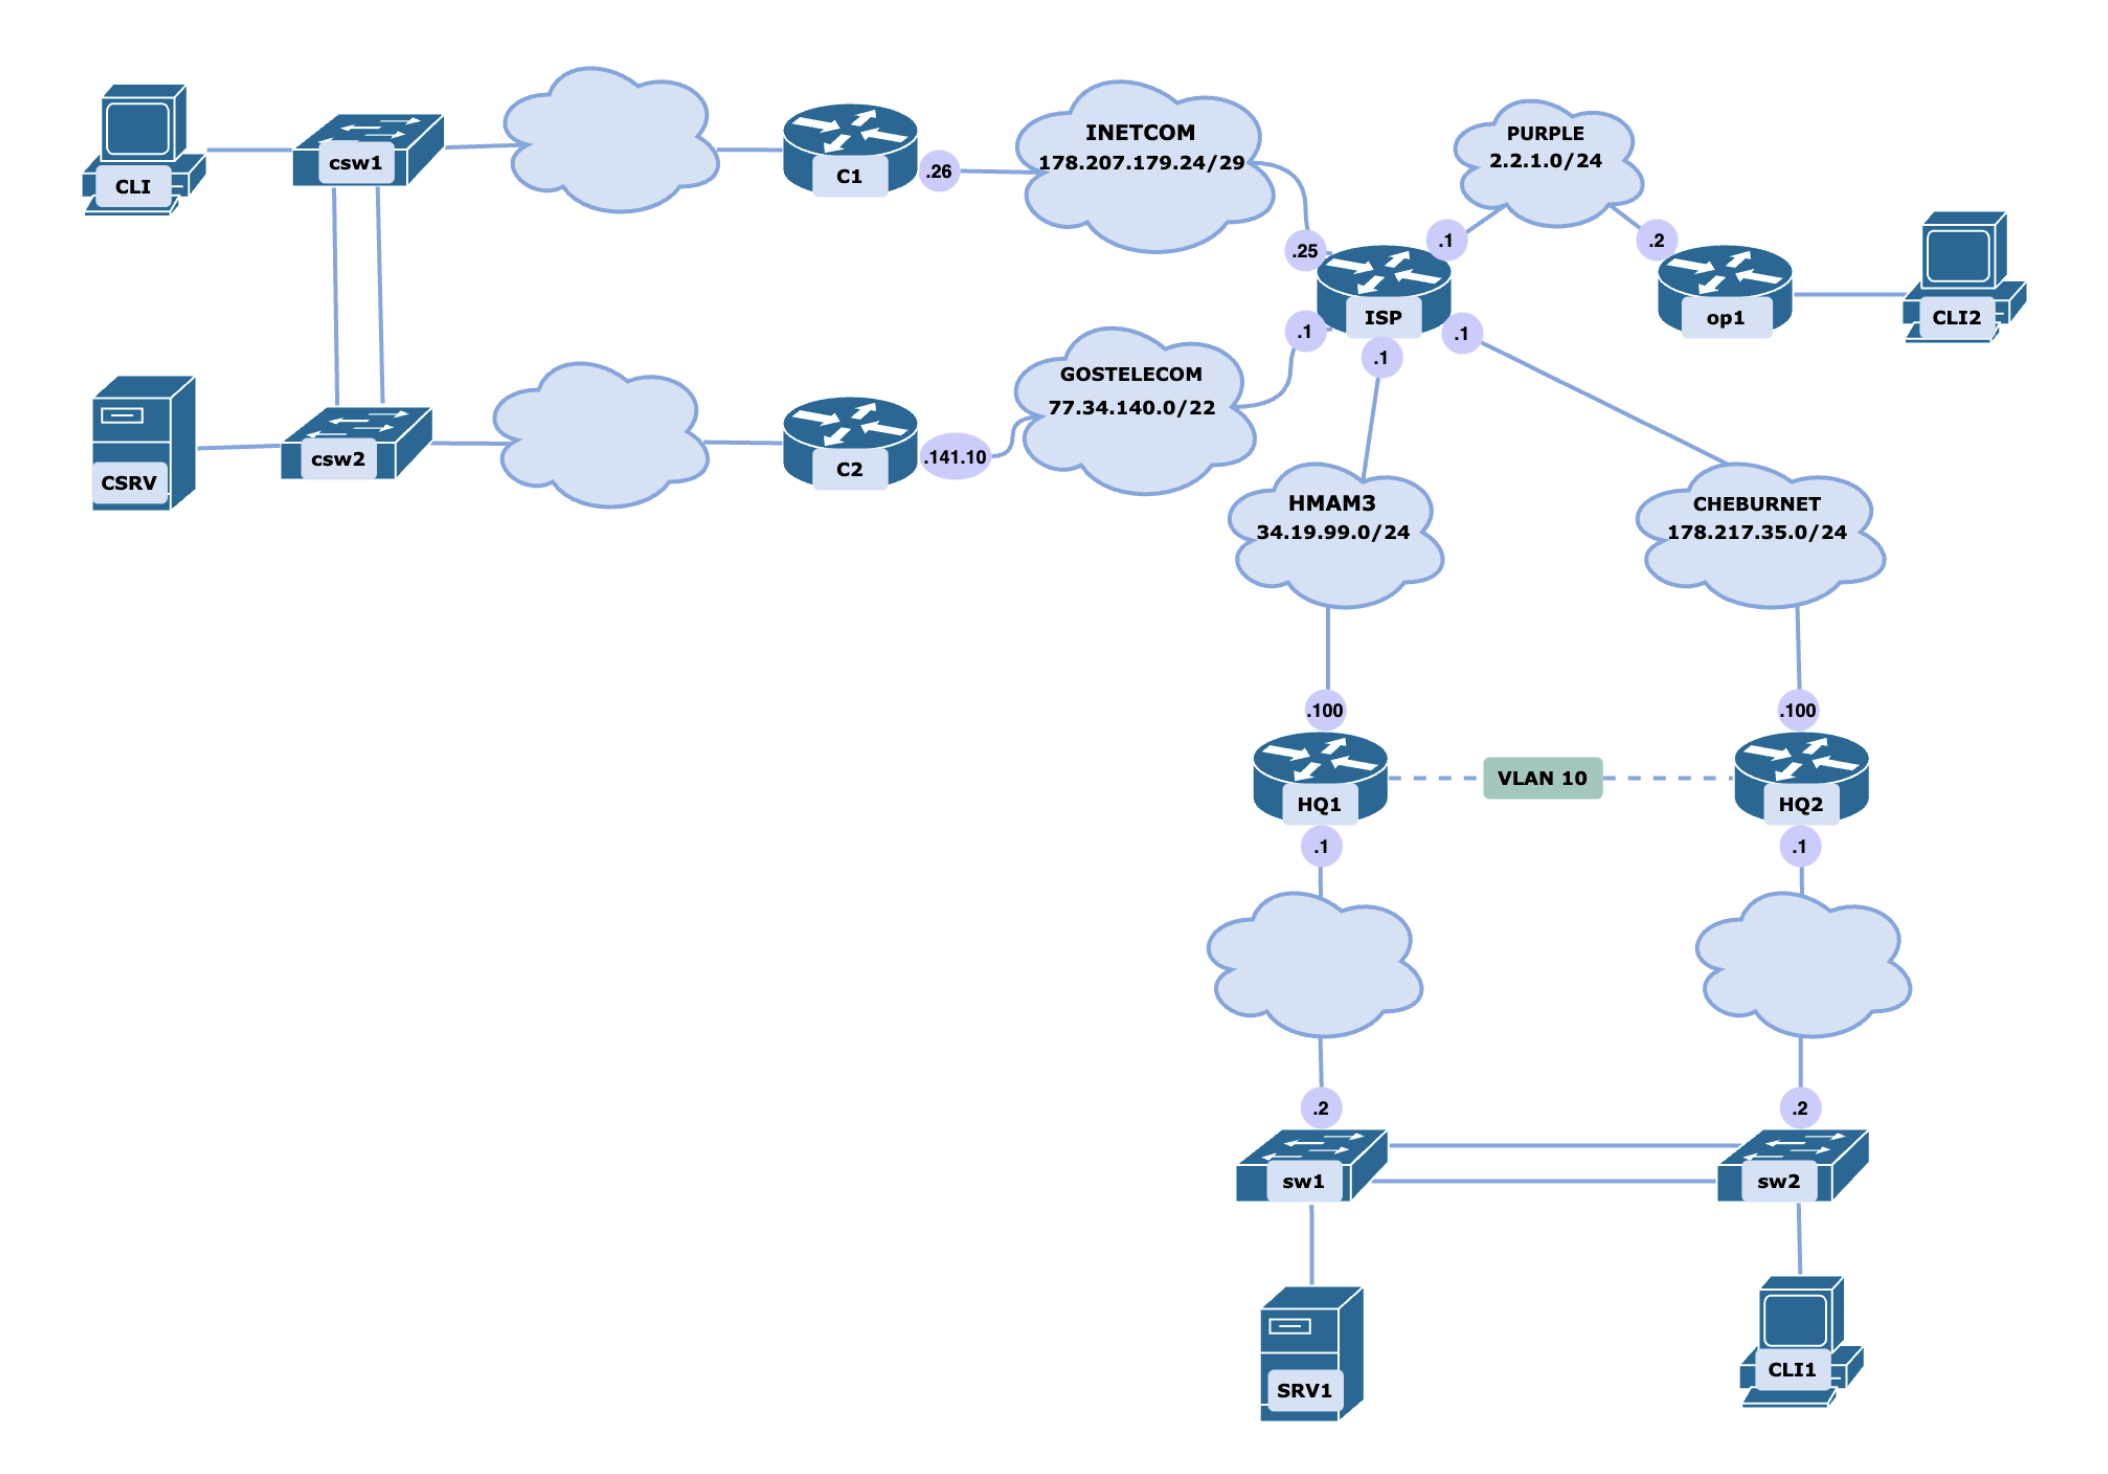 CLI
csw1
C1
.26
INETCOM
178.207.179.24/29
PURPLE
2.2.1.0/24
.25
.1
.2
ISP
op1
CLI2
.1
.1
.1
CSRV
csw2
C2
.141.10
GOSTELECOM
77.34.140.0/22
HMAM3
34.19.99.0/24
CHEBURNET
178.217.35.0/24
.100
.100
HQ1
VLAN 10
HQ2
.1
.1
.2
.2
sw1
sw2
SRV1
CLI1